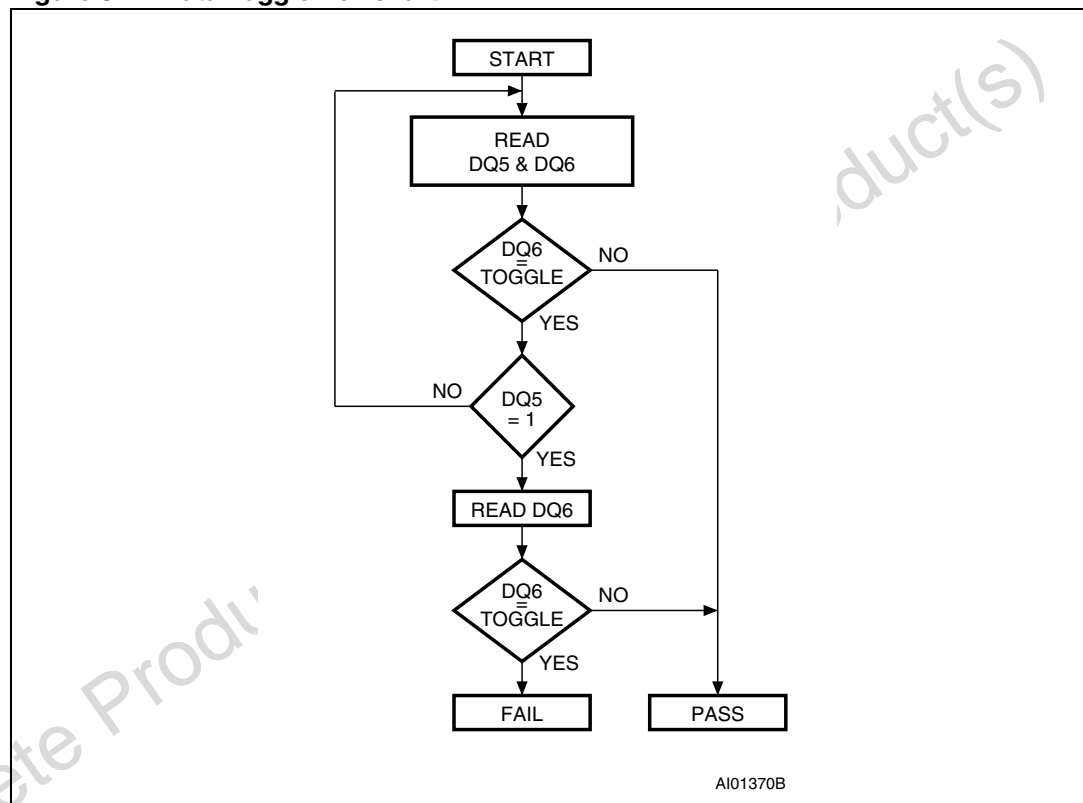 START
READ
DQ5 & DQ6
DQ6
=
TOGGLE
NO
YES
NO
DQ5
= 1
YES
READ DQ6
DQ6
=
TOGGLE
NO
YES
FAIL
PASS
AI01370B